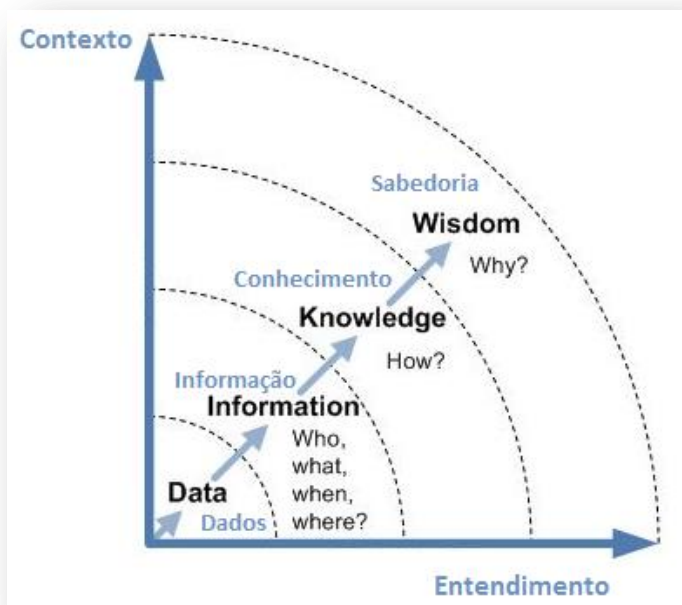 Contexto
Sabedoria
Wisdom
Why?
Conhecimento
Knowledge
How?
Informação
Information
Who,
what,
when,
where?
Data
Dados
Entendimento